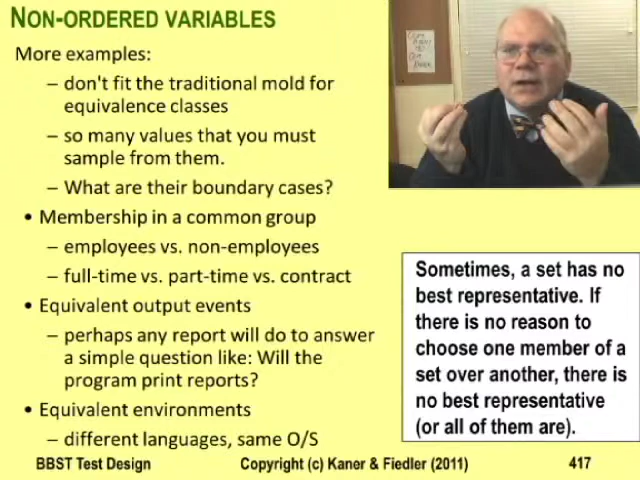 NON-ORDERED VARIABLES
More examples:
– don't fit the traditional mold for
equivalence classes
– so many values that you must
sample from them.
– What are their boundary cases?
• Membership in a common group
– employees vs. non-employees
– full-time vs. part-time vs. contract
• Equivalent output events
– perhaps any report will do to answer
a simple question like: Will the
program print reports?
• Equivalent environments
– different languages, same O/S
Sometimes, a set has no
best representative. If
there is no reason to
choose one member of a
set over another, there is
no best representative
(or all of them are).
BBST Test Design
Copyright (c) Kaner & Fiedler (2011)
417